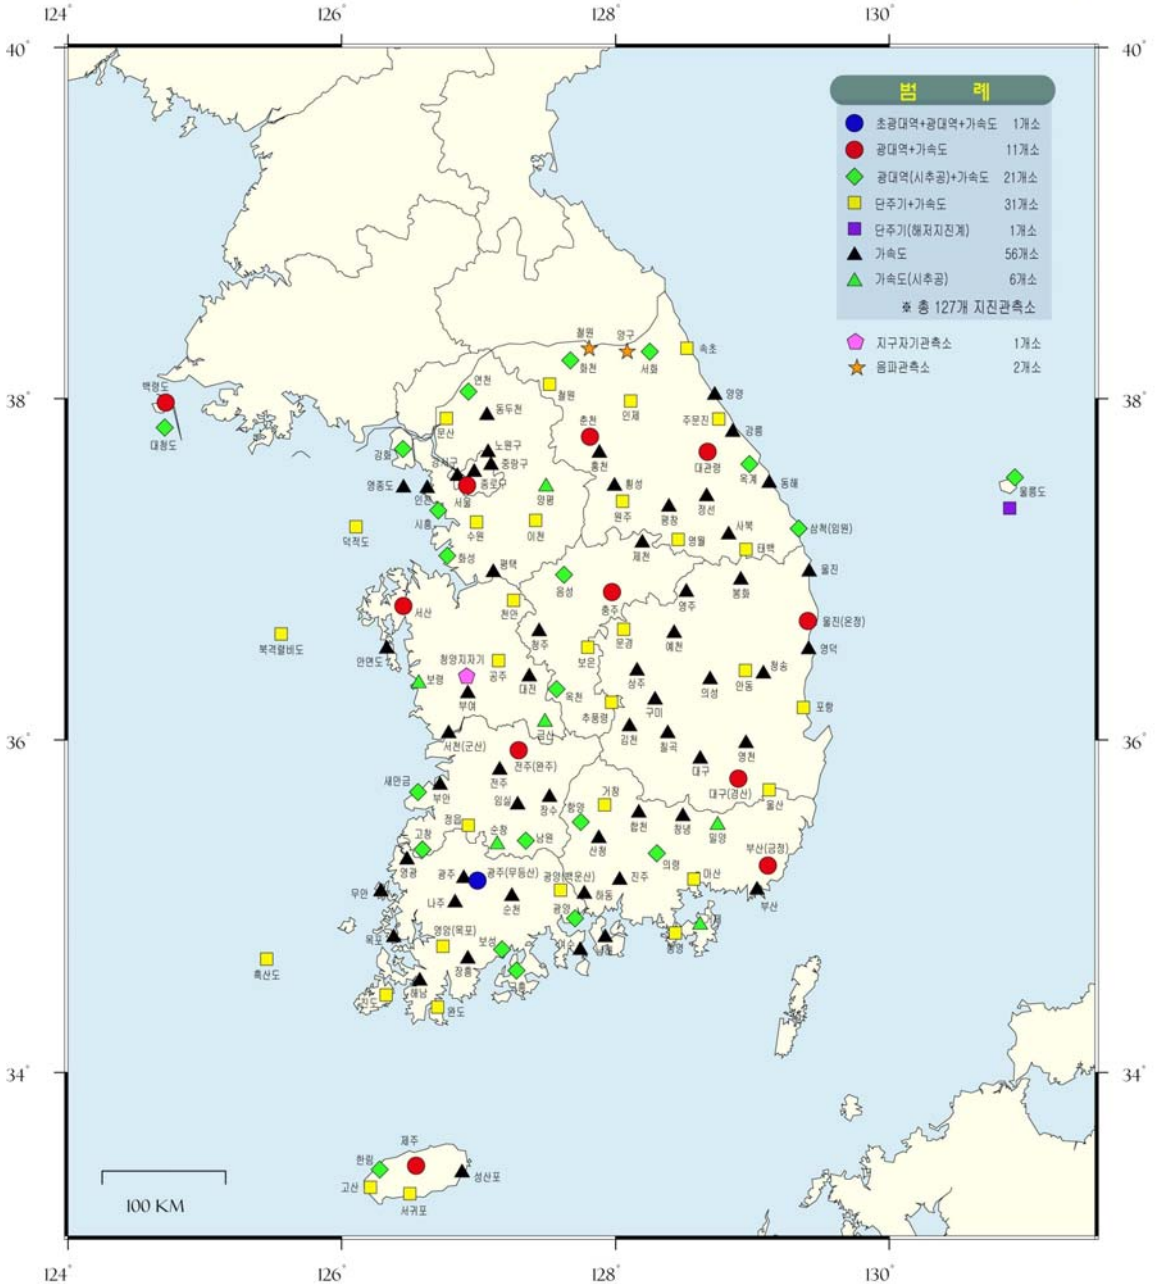 124° 126° 128° 130°
40° 40°
범 례
초광대역+광대역+가속도 1개소
광대역+가속도 11개소
광대역(시추공)+가속도 21개소
단주기+가속도 31개소
단주기(해저지진계) 1개소
가속도 56개소
가속도(시추공) 6개소
※ 총 127개 지진관측소
지구자기관측소 1개소
음파관측소 2개소
철원 양구
속초
화천 서화
38° 38°
백령도
대청도
연천
철원
동두천
인제
양양
문산
춘천
주문진
강릉
강화
노원구
강서구
중랑구
홍천
대관령
옥계
종로구
영종도
인천
서울
양평
횡성
동해
울릉도
원주
정선
시흥
평창
덕적도
수원
이천
사북
삼척(임원)
영월
태백
제천
화성
평택
울진
음성
봉화
충주
영주
천안
서산
울진(온정)
청주
문경
예천
북격렬비도
안면도
보은
영덕
청양지자기
공주
상주
안동
청송
대전
의성
보령
옥천
부여
구미
추풍령
포항
금산
김천
칠곡
36° 36°
서천(군산)
영천
전주(완주)
대구
전주
대구(경산)
새만금
부안
울산
임실
장수
거창
함양
합천
창녕
정읍
순창
밀양
남원
산청
고창
영광
의령
부산(금정)
광주
광주(무등산)
광양(백운산)
진주
마산
무안
하동
부산
나주
순천
광양
거제
목포
영암(목포)
보성
여수
남해
통영
장흥
고흥
흑산도
해남
진도
완도
34° 34°
제주
한림
성산포
고산
서귀포
100 KM
124° 126° 128° 130°